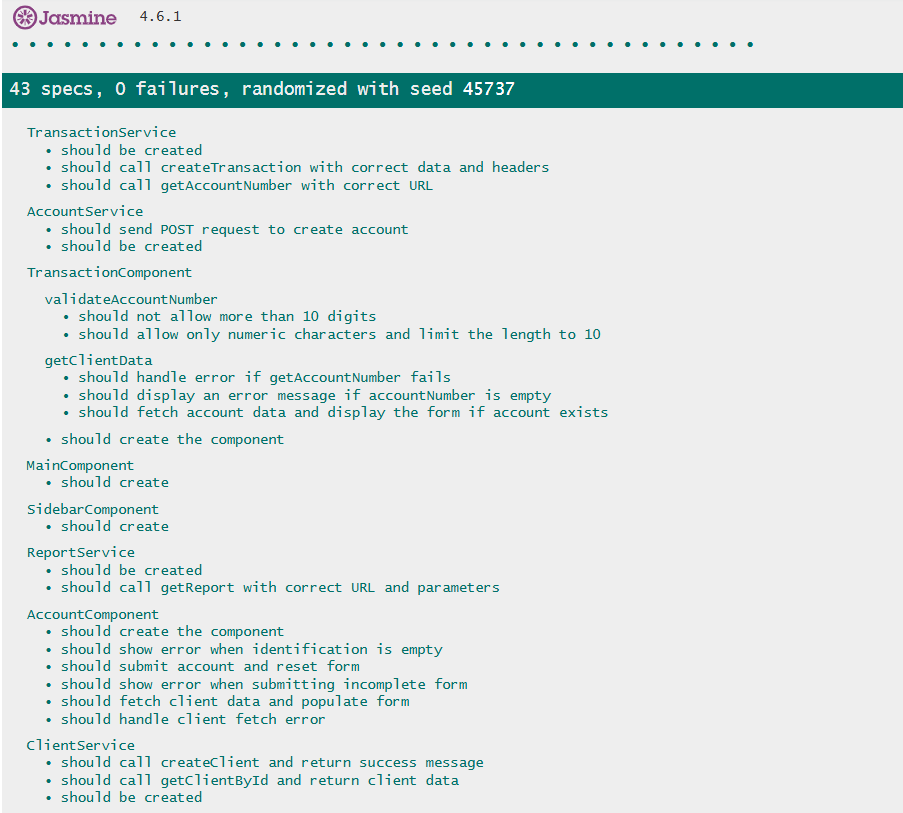 Jasmine 4.6.1
43 specs, 0 failures, randomized with seed 45737
TransactionService
• should be created
• should call createTransaction with correct data and headers
• should call getAccountNumber with correct URL
AccountService
• should send POST request to create account
• should be created
TransactionComponent
validateAccountNumber
• should not allow more than 10 digits
• should allow only numeric characters and limit the length to 10
getClientData
• should handle error if getAccountNumber fails
• should display an error message if accountNumber is empty
• should fetch account data and display the form if account exists
• should create the component
MainComponent
• should create
SidebarComponent
• should create
ReportService
• should be created
• should call getReport with correct URL and parameters
AccountComponent
• should create the component
• should show error when identification is empty
• should submit account and reset form
• should show error when submitting incomplete form
• should fetch client data and populate form
• should handle client fetch error
ClientService
• should call createClient and return success message
• should call getClientById and return client data
• should be created